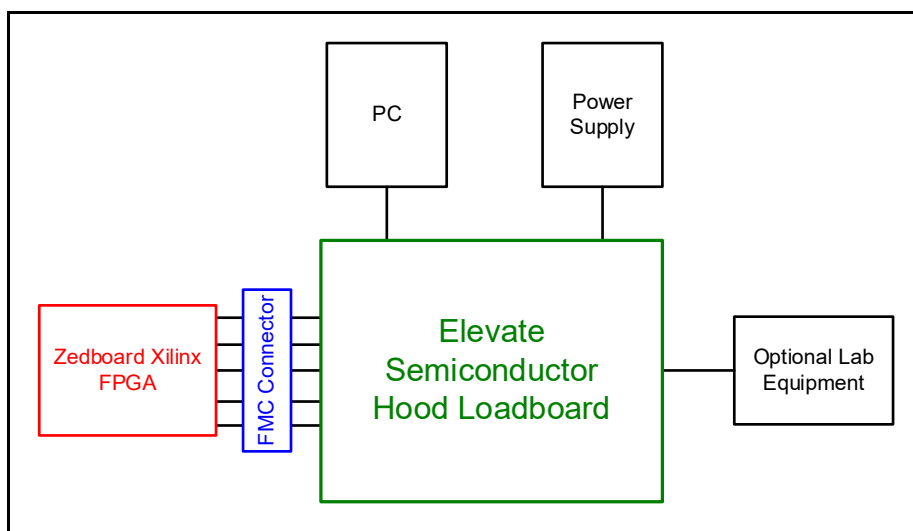 PC
Power
Supply
Zedboard Xilinx
FPGA
FMC Connector
Elevate
Semiconductor
Hood Loadboard
Optional Lab
Equipment